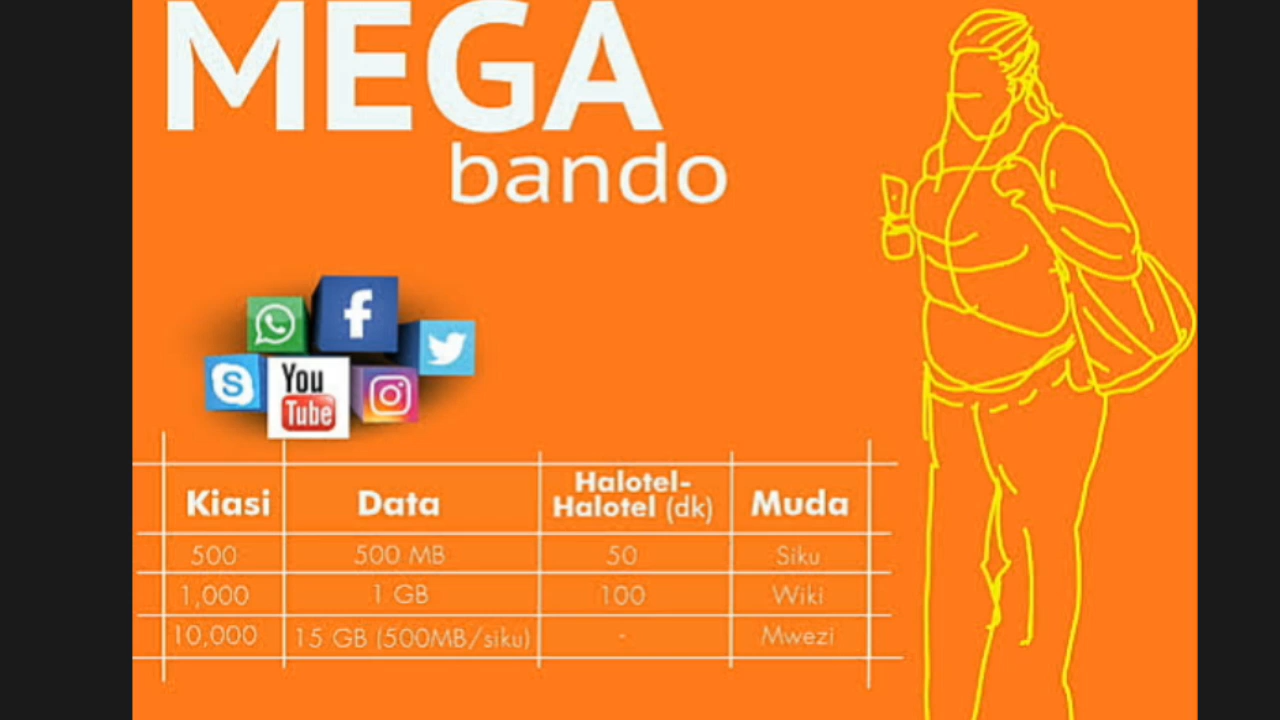 MEGA
bando
f
S
You
Tube
Kiasi Data Halotel-
Halotel (dk) Muda
500 500 MB 50 Siku
1,000 1 GB 100 Wiki
10,000 15 GB (500MB/siku) - Mwezi